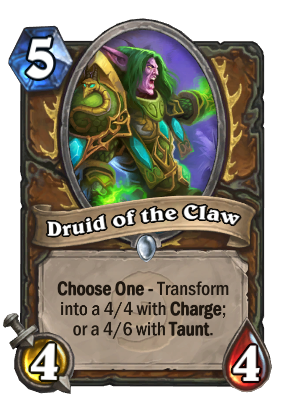 5
Druid of the Claw
Choose One - Transform
into a 4/4 with Charge;
or a 4/6 with Taunt.
4
4